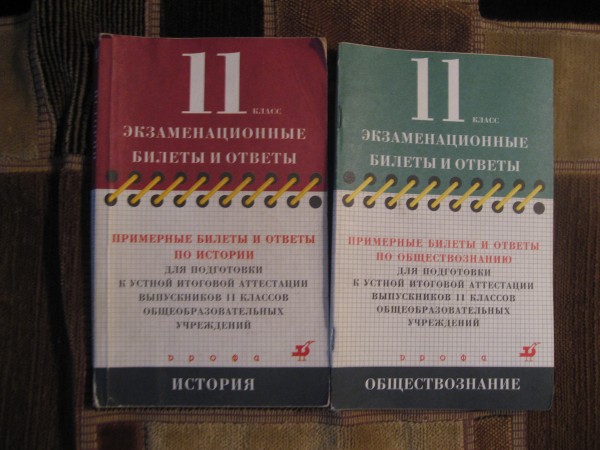 11 КЛАСС
ЭКЗАМЕНАЦИОННЫЕ
БИЛЕТЫ И ОТВЕТЫ
ПРИМЕРНЫЕ БИЛЕТЫ И ОТВЕТЫ
ПО ИСТОРИИ
ДЛЯ ПОДГОТОВКИ
К УСТНОЙ ИТОГОВОЙ АТТЕСТАЦИИ
ВЫПУСКНИКОВ 11 КЛАССОВ
ОБЩЕОБРАЗОВАТЕЛЬНЫХ
УЧРЕЖДЕНИЙ
дрофа
ИСТОРИЯ
11 КЛАСС
ЭКЗАМЕНАЦИОННЫЕ
БИЛЕТЫ И ОТВЕТЫ
ПРИМЕРНЫЕ БИЛЕТЫ И ОТВЕТЫ
ПО ОБЩЕСТВОЗНАНИЮ
ДЛЯ ПОДГОТОВКИ
К УСТНОЙ ИТОГОВОЙ АТТЕСТАЦИИ
ВЫПУСКНИКОВ 11 КЛАССОВ
ОБЩЕОБРАЗОВАТЕЛЬНЫХ
УЧРЕЖДЕНИЙ
дрофа
ОБЩЕСТВОЗНАНИЕ